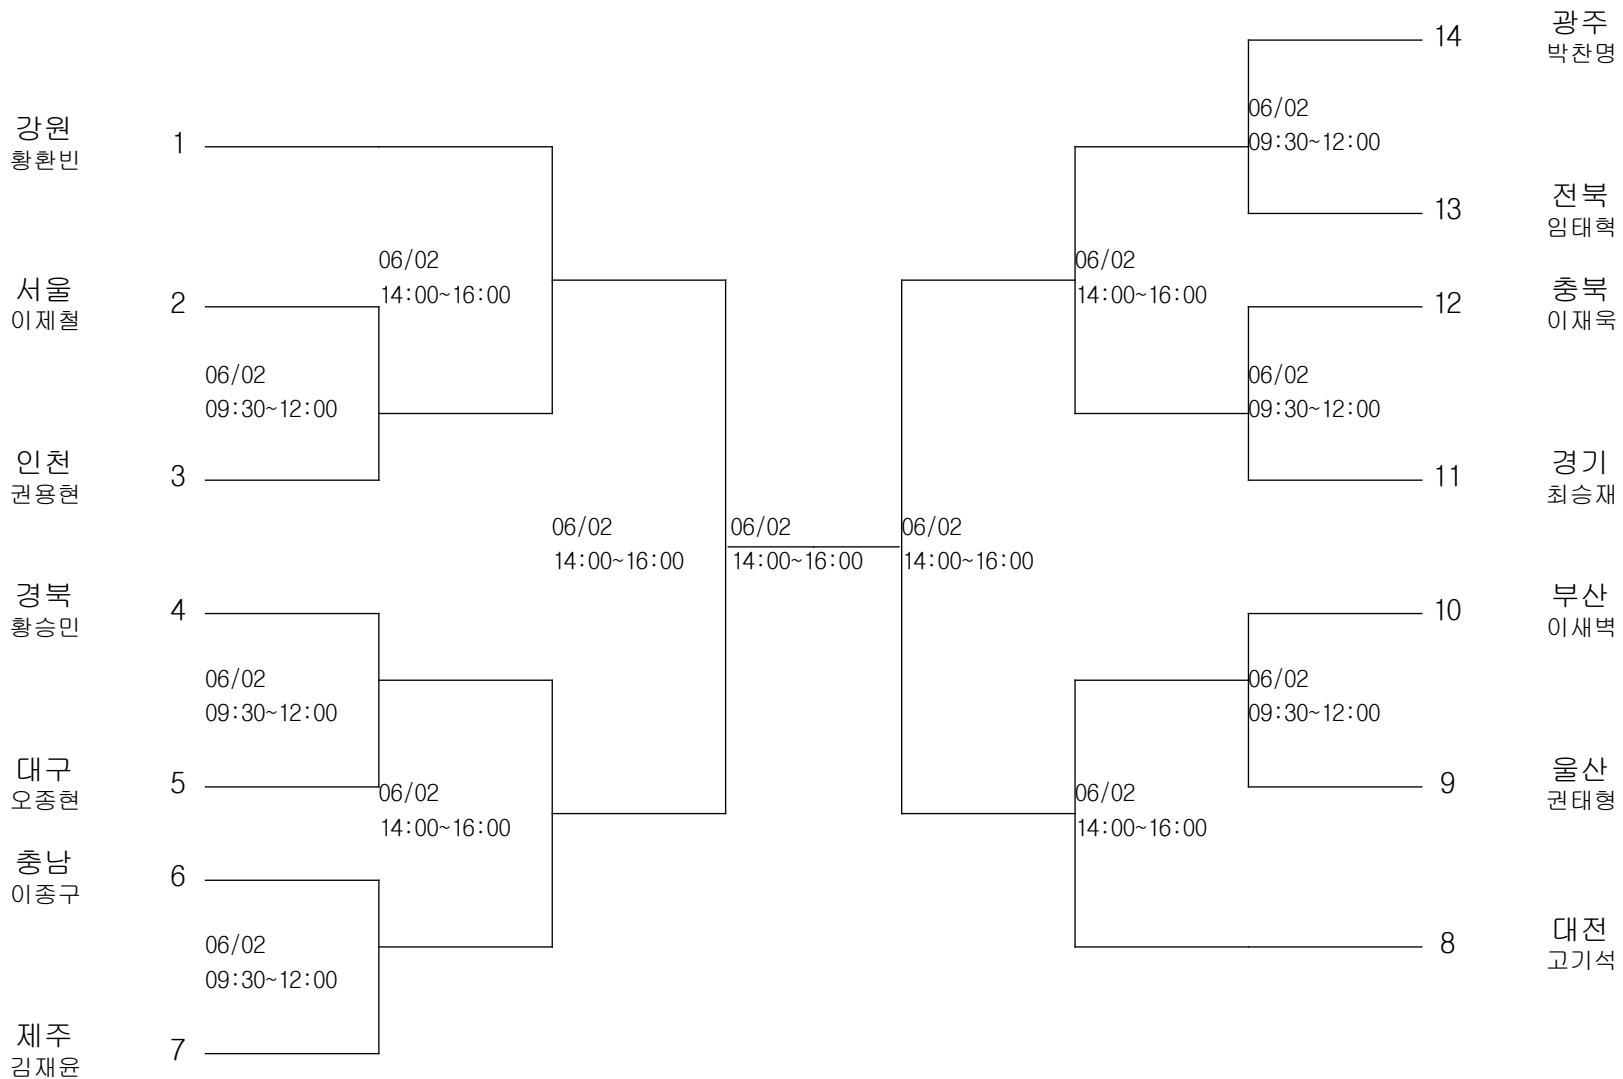 강원
황환빈
1
서울
이제철
2
06/02
14:00~16:00
06/02
09:30~12:00
인천
권용현
3
경북
황승민
4
06/02
09:30~12:00
대구
오종현
5
06/02
14:00~16:00
충남
이종구
6
06/02
09:30~12:00
제주
김재윤
7
06/02
14:00~16:00
06/02
14:00~16:00
06/02
14:00~16:00
14
광주
박찬명
06/02
09:30~12:00
13
전북
임태혁
06/02
14:00~16:00
12
충북
이재욱
06/02
09:30~12:00
11
경기
최승재
10
부산
이새벽
06/02
09:30~12:00
9
울산
권태형
06/02
14:00~16:00
8
대전
고기석